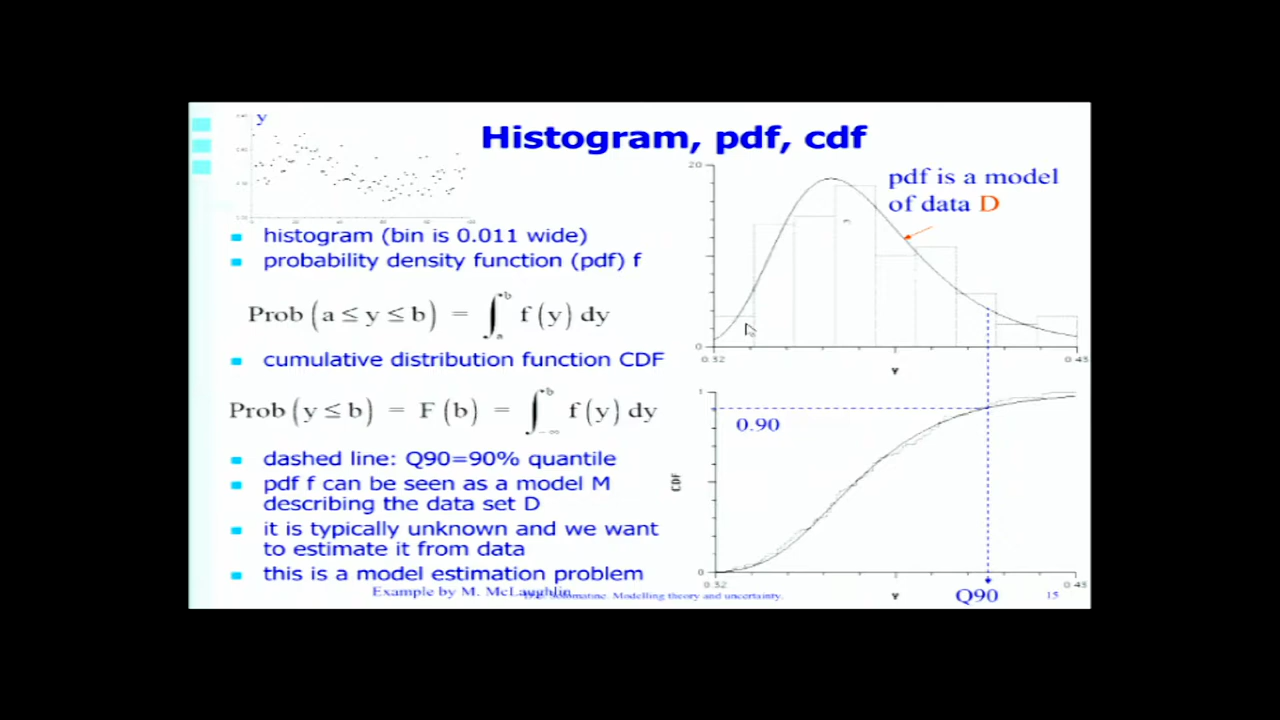 y
Histogram, pdf, cdf
histogram (bin is 0.011 wide)
probability density function (pdf) f
Prob (a ≤ y ≤ b) = ∫_a^b f (y) dy
cumulative distribution function CDF
Prob (y ≤ b) = F (b) = ∫_{-∞}^b f (y) dy
dashed line: Q90=90% quantile
pdf f can be seen as a model M
describing the data set D
it is typically unknown and we want
to estimate it from data
this is a model estimation problem
Example by M. McLaughlin
Modelling theory and uncertainty.
15
20
pdf is a model
of data D
0
0.32
0.43
Y
1
0.90
CDF
0
0.32
0.43
Y
Q90